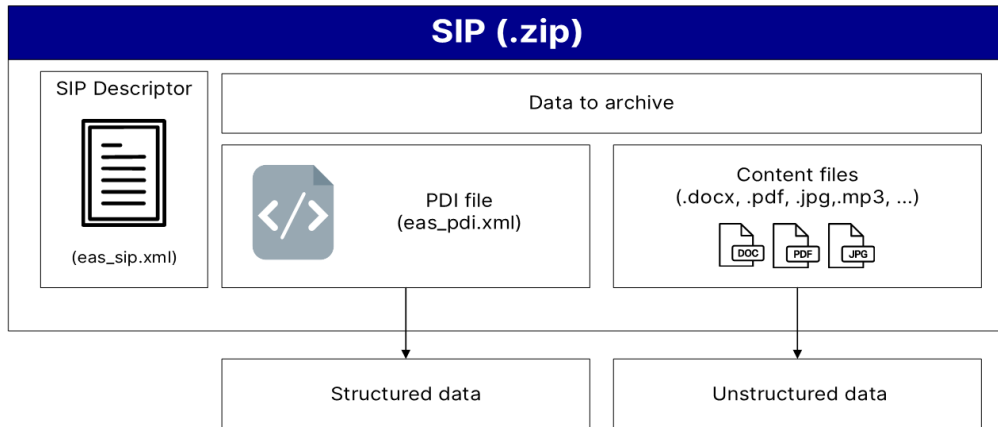 SIP (.zip)
SIP Descriptor
(eas_sip.xml)
Data to archive
PDI file
(eas_pdi.xml)
Content files
(.docx, .pdf, .jpg,.mp3, ...)
DOC
PDF
JPG
Structured data
Unstructured data